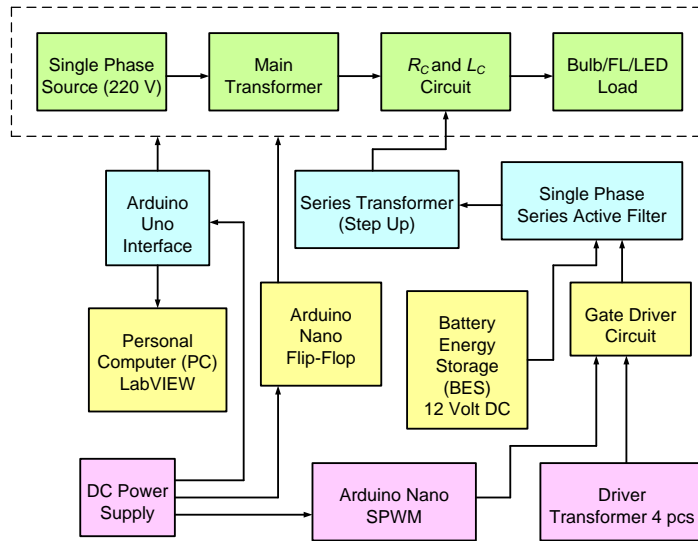 Single Phase
Source (220 V)
Main
Transformer
R_C and L_C
Circuit
Bulb/FL/LED
Load
Arduino
Uno
Interface
Series Transformer
(Step Up)
Single Phase
Series Active Filter
Personal
Computer (PC)
LabVIEW
Arduino
Nano
Flip-Flop
Battery
Energy
Storage
(BES)
12 Volt DC
Gate Driver
Circuit
DC Power
Supply
Arduino Nano
SPWM
Driver
Transformer 4 pcs